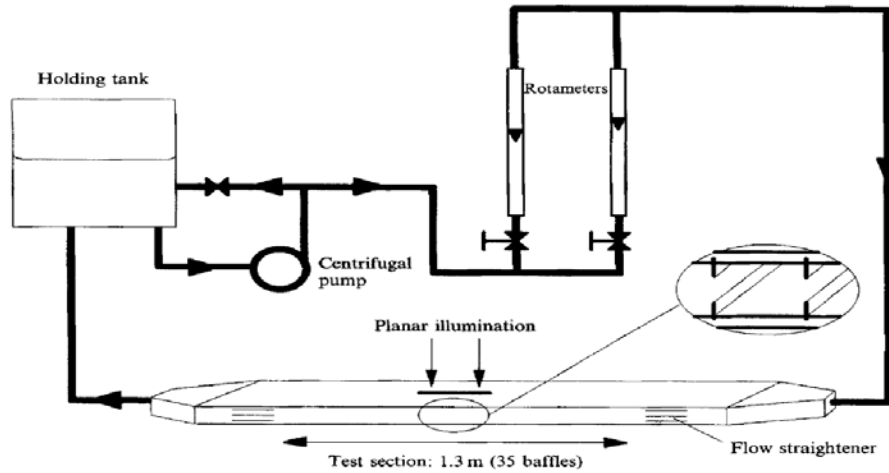 Holding tank
Rotameters
Centrifugal
pump
Planar illumination
Flow straightener
Test section: 1.3 m (35 baffles)